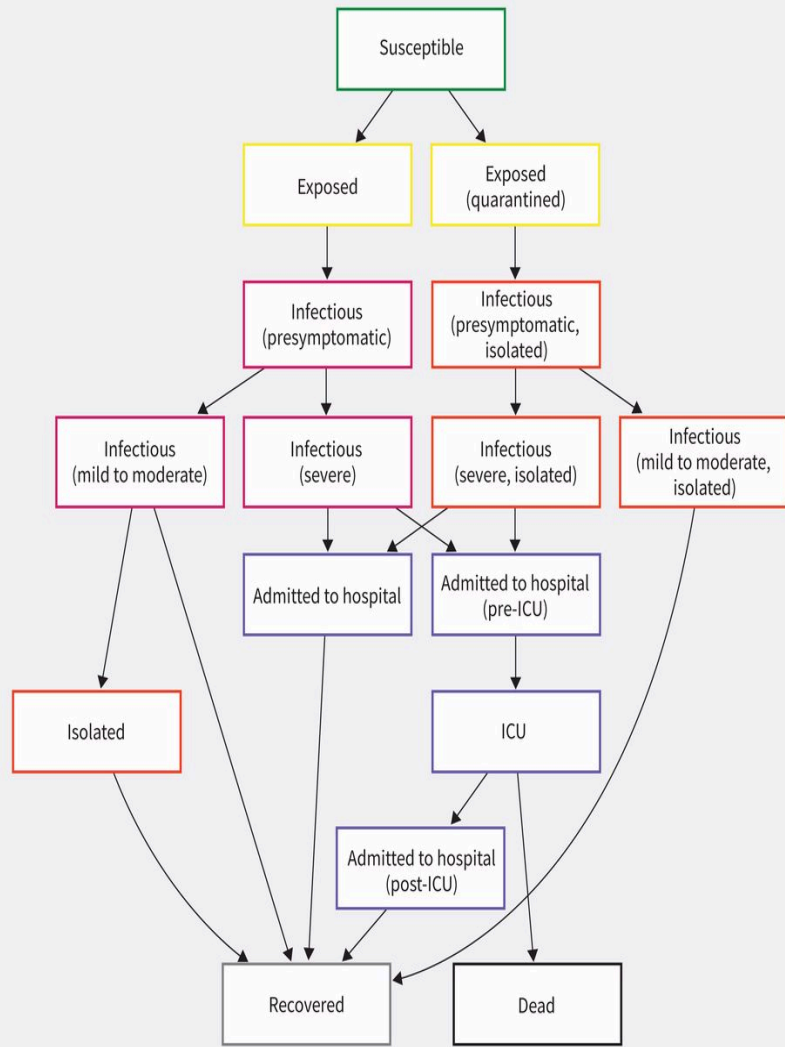 Susceptible
Exposed
Exposed
(quarantined)
Infectious
(presymptomatic)
Infectious
(presymptomatic,
isolated)
Infectious
(mild to moderate)
Infectious
(severe)
Infectious
(severe, isolated)
Infectious
(mild to moderate,
isolated)
Admitted to hospital
Admitted to hospital
(pre-ICU)
Isolated
ICU
Admitted to hospital
(post-ICU)
Recovered
Dead